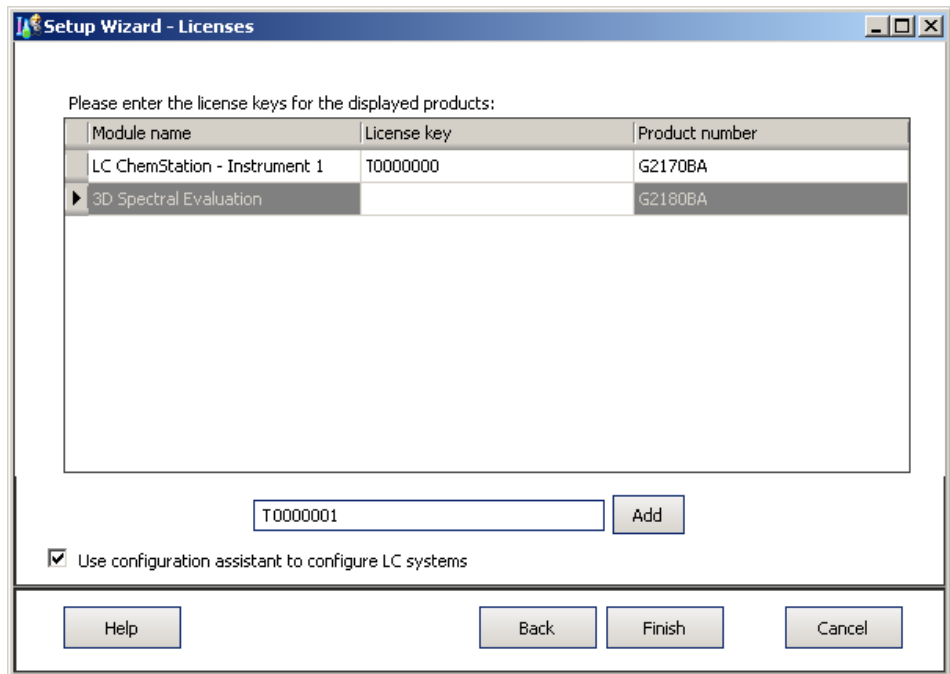 Setup Wizard - Licenses
Please enter the license keys for the displayed products:
Module name License key Product number
LC ChemStation - Instrument 1 T0000000 G2170BA
3D Spectral Evaluation G2180BA
T0000001 Add
Use configuration assistant to configure LC systems
Help Back Finish Cancel